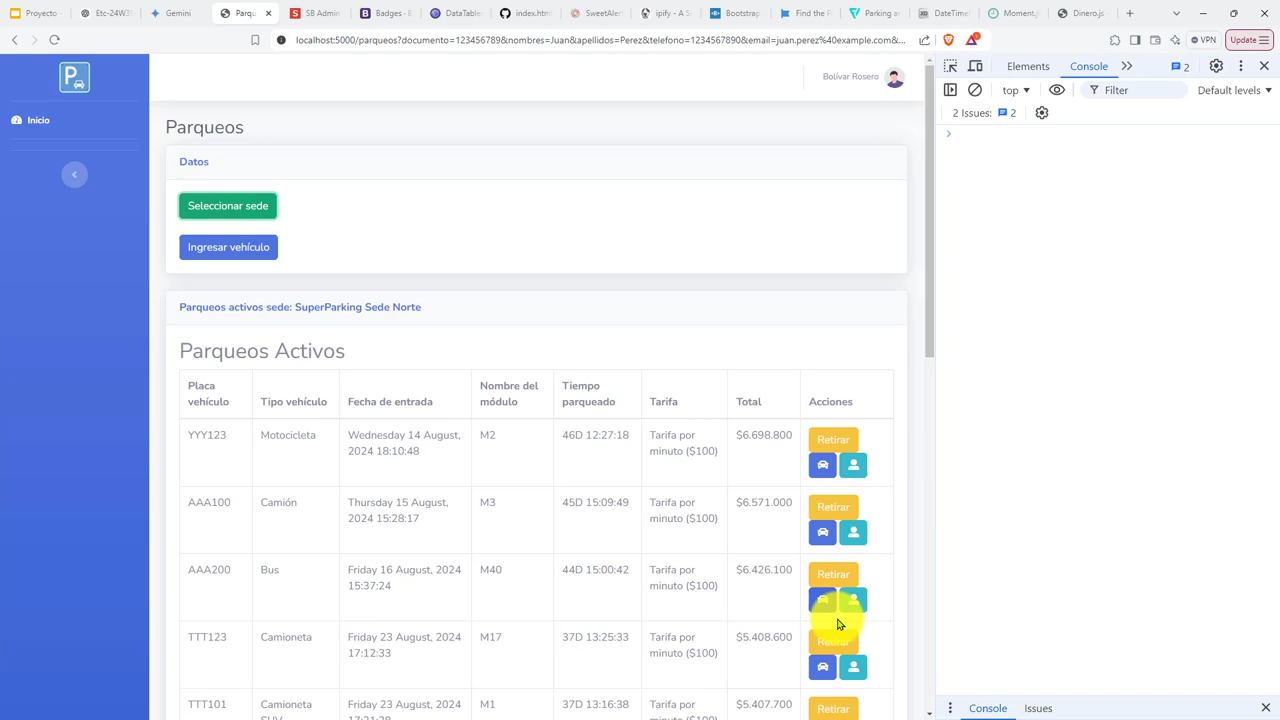 Proyecto -
Etc-24W3
Gemini
Parqu
SB Admin
Badges - B
DataTable
index.htm
SweetAler
ipify - A S
Bootstrap
Find the F
Parking ar
DateTime
Moment.j
Dinero.js -
localhost:5000/parqueos?documento=123456789&nombres=Juan&apellidos=Perez&telefono=1234567890&email=juan.perez%40example.com&...
VPN
Update
P
Inicio
Bolívar Rosero
Parqueos
Datos
Seleccionar sede
Ingresar vehículo
Parqueos activos sede: SuperParking Sede Norte
Parqueos Activos
Placa vehículo
Tipo vehículo
Fecha de entrada
Nombre del módulo
Tiempo parqueado
Tarifa
Total
Acciones
YYY123
Motocicleta
Wednesday 14 August, 2024 18:10:48
M2
46D 12:27:18
Tarifa por minuto ($100)
$6.698.800
Retirar
AAA100
Camión
Thursday 15 August, 2024 15:28:17
M3
45D 15:09:49
Tarifa por minuto ($100)
$6.571.000
Retirar
AAA200
Bus
Friday 16 August, 2024 15:37:24
M40
44D 15:00:42
Tarifa por minuto ($100)
$6.426.100
Retirar
TTT123
Camioneta
Friday 23 August, 2024 17:12:33
M17
37D 13:25:33
Tarifa por minuto ($100)
$5.408.600
Retirar
TTT101
Camioneta
Friday 23 August, 2024
M1
37D 13:16:38
Tarifa por
$5.407.700
Retirar
Elements
Console
2
top
Filter
Default levels
2 Issues:
2
Console
Issues